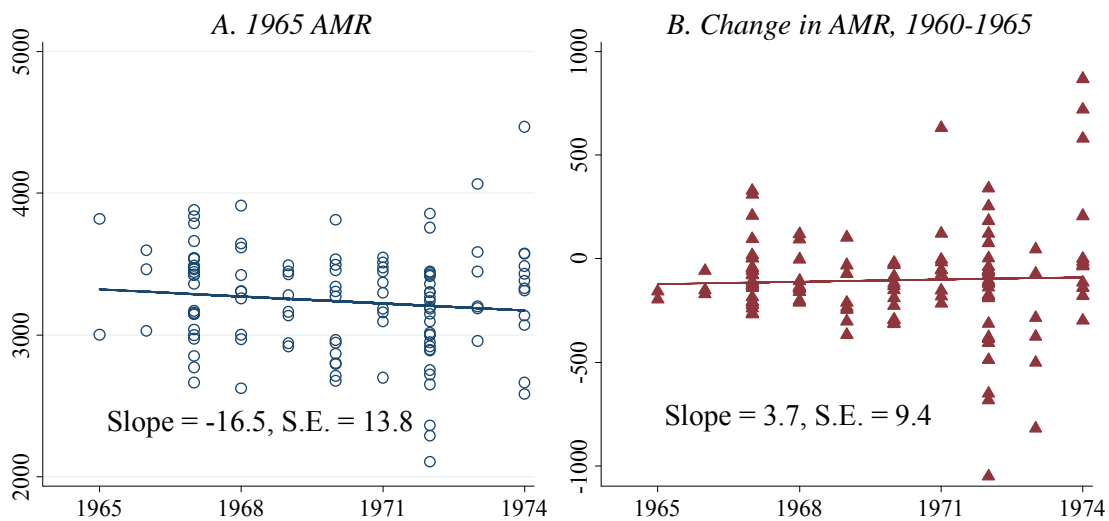 A. 1965 AMR
5000
4000
3000
2000
Slope = -16.5, S.E. = 13.8
1965 1968 1971 1974
B. Change in AMR, 1960-1965
1000
500
0
-500
-1000
Slope = 3.7, S.E. = 9.4
1965 1968 1971 1974